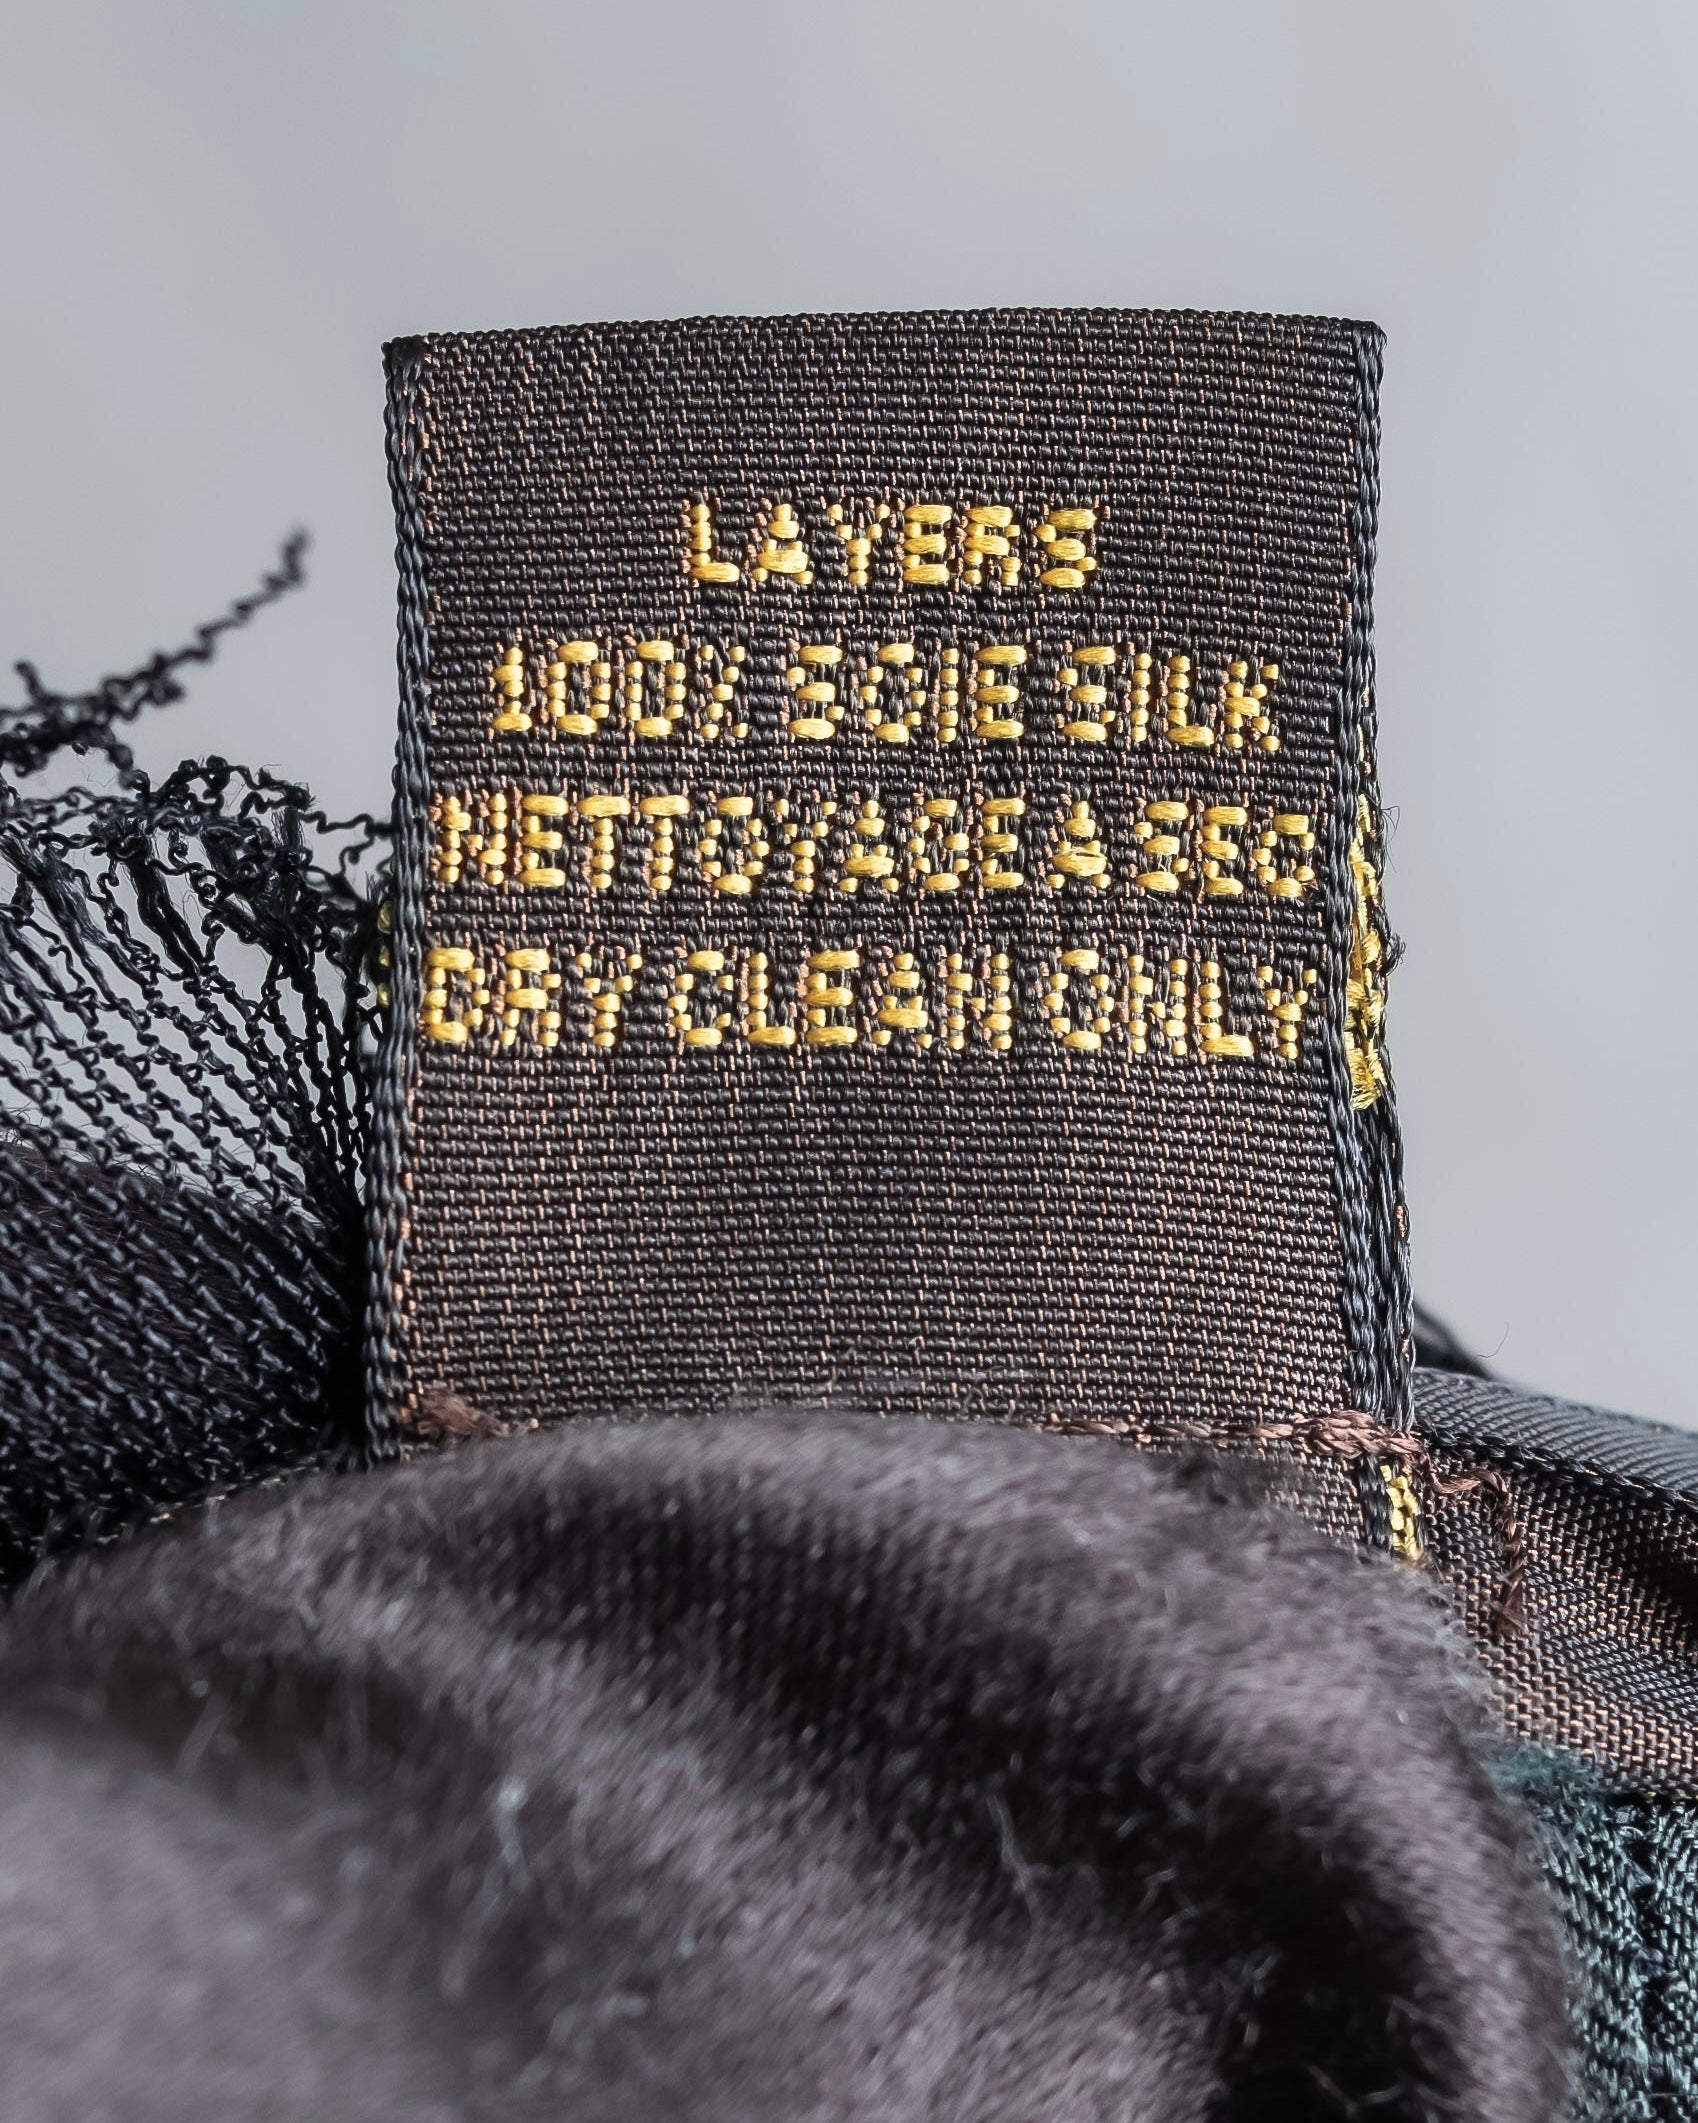 LAYERS
100% SOIE SILK
NETTOYAGE A SEC
DRY CLEAN ONLY